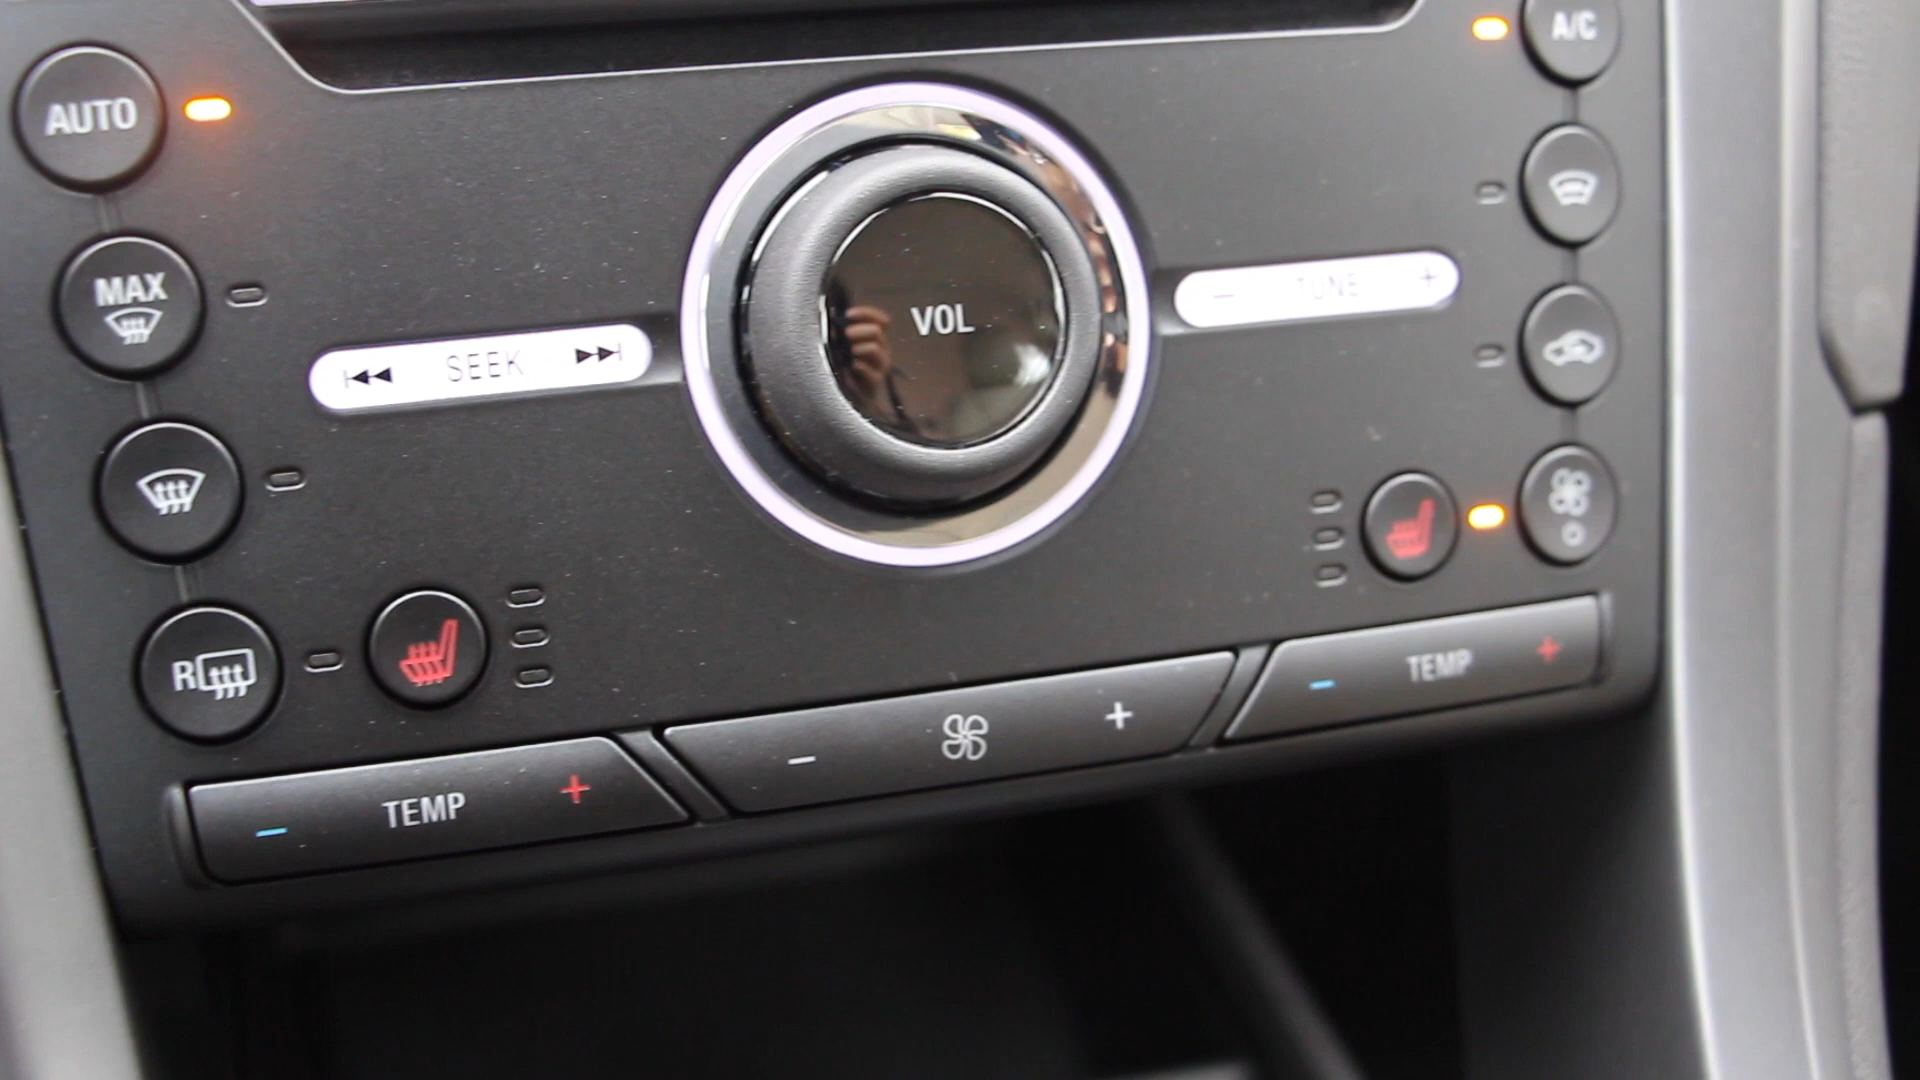 AUTO
A/C
MAX
VOL
– TUNE +
SEEK
R
– TEMP +
– +
– TEMP +